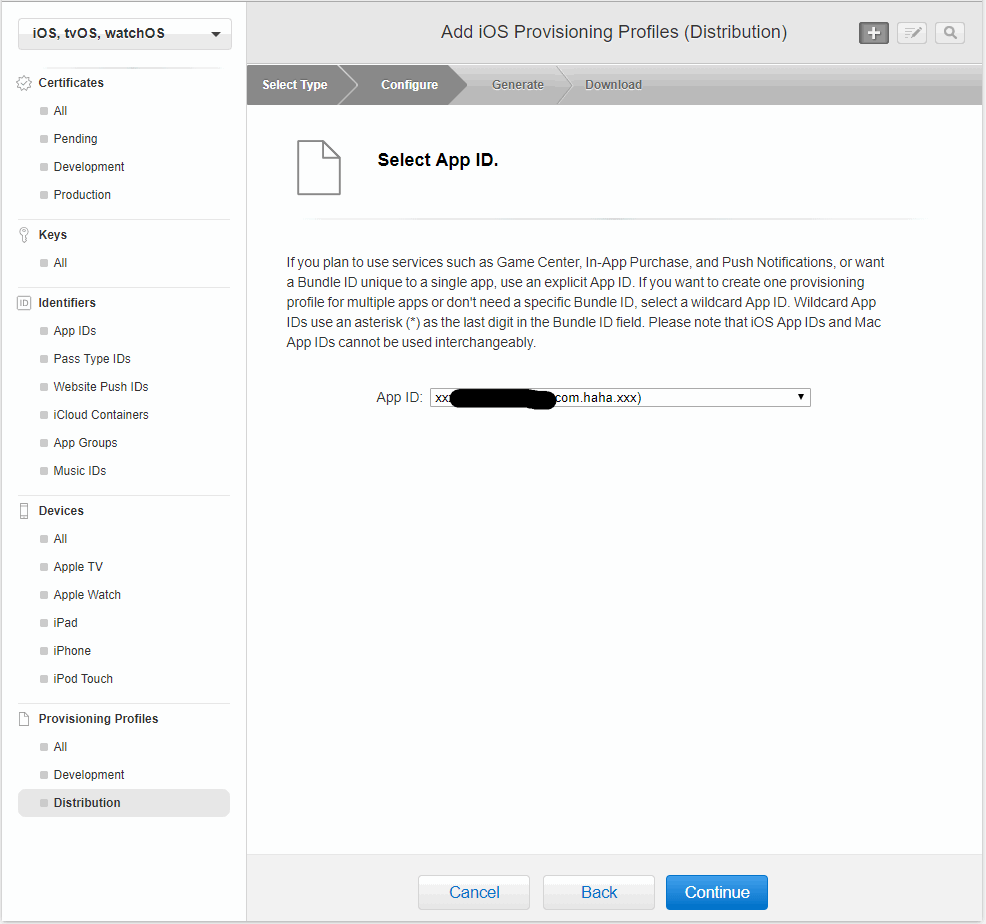 iOS, tvOS, watchOS
Add iOS Provisioning Profiles (Distribution)
Select Type
Configure
Generate
Download
Certificates
All
Pending
Development
Production
Keys
All
ID Identifiers
App IDs
Pass Type IDs
Website Push IDs
iCloud Containers
App Groups
Music IDs
Devices
All
Apple TV
Apple Watch
iPad
iPhone
iPod Touch
Provisioning Profiles
All
Development
Distribution
Select App ID.
If you plan to use services such as Game Center, In-App Purchase, and Push Notifications, or want
a Bundle ID unique to a single app, use an explicit App ID. If you want to create one provisioning
profile for multiple apps or don't need a specific Bundle ID, select a wildcard App ID. Wildcard App
IDs use an asterisk (*) as the last digit in the Bundle ID field. Please note that iOS App IDs and Mac
App IDs cannot be used interchangeably.
App ID: xx com.haha.xxx)
Cancel
Back
Continue